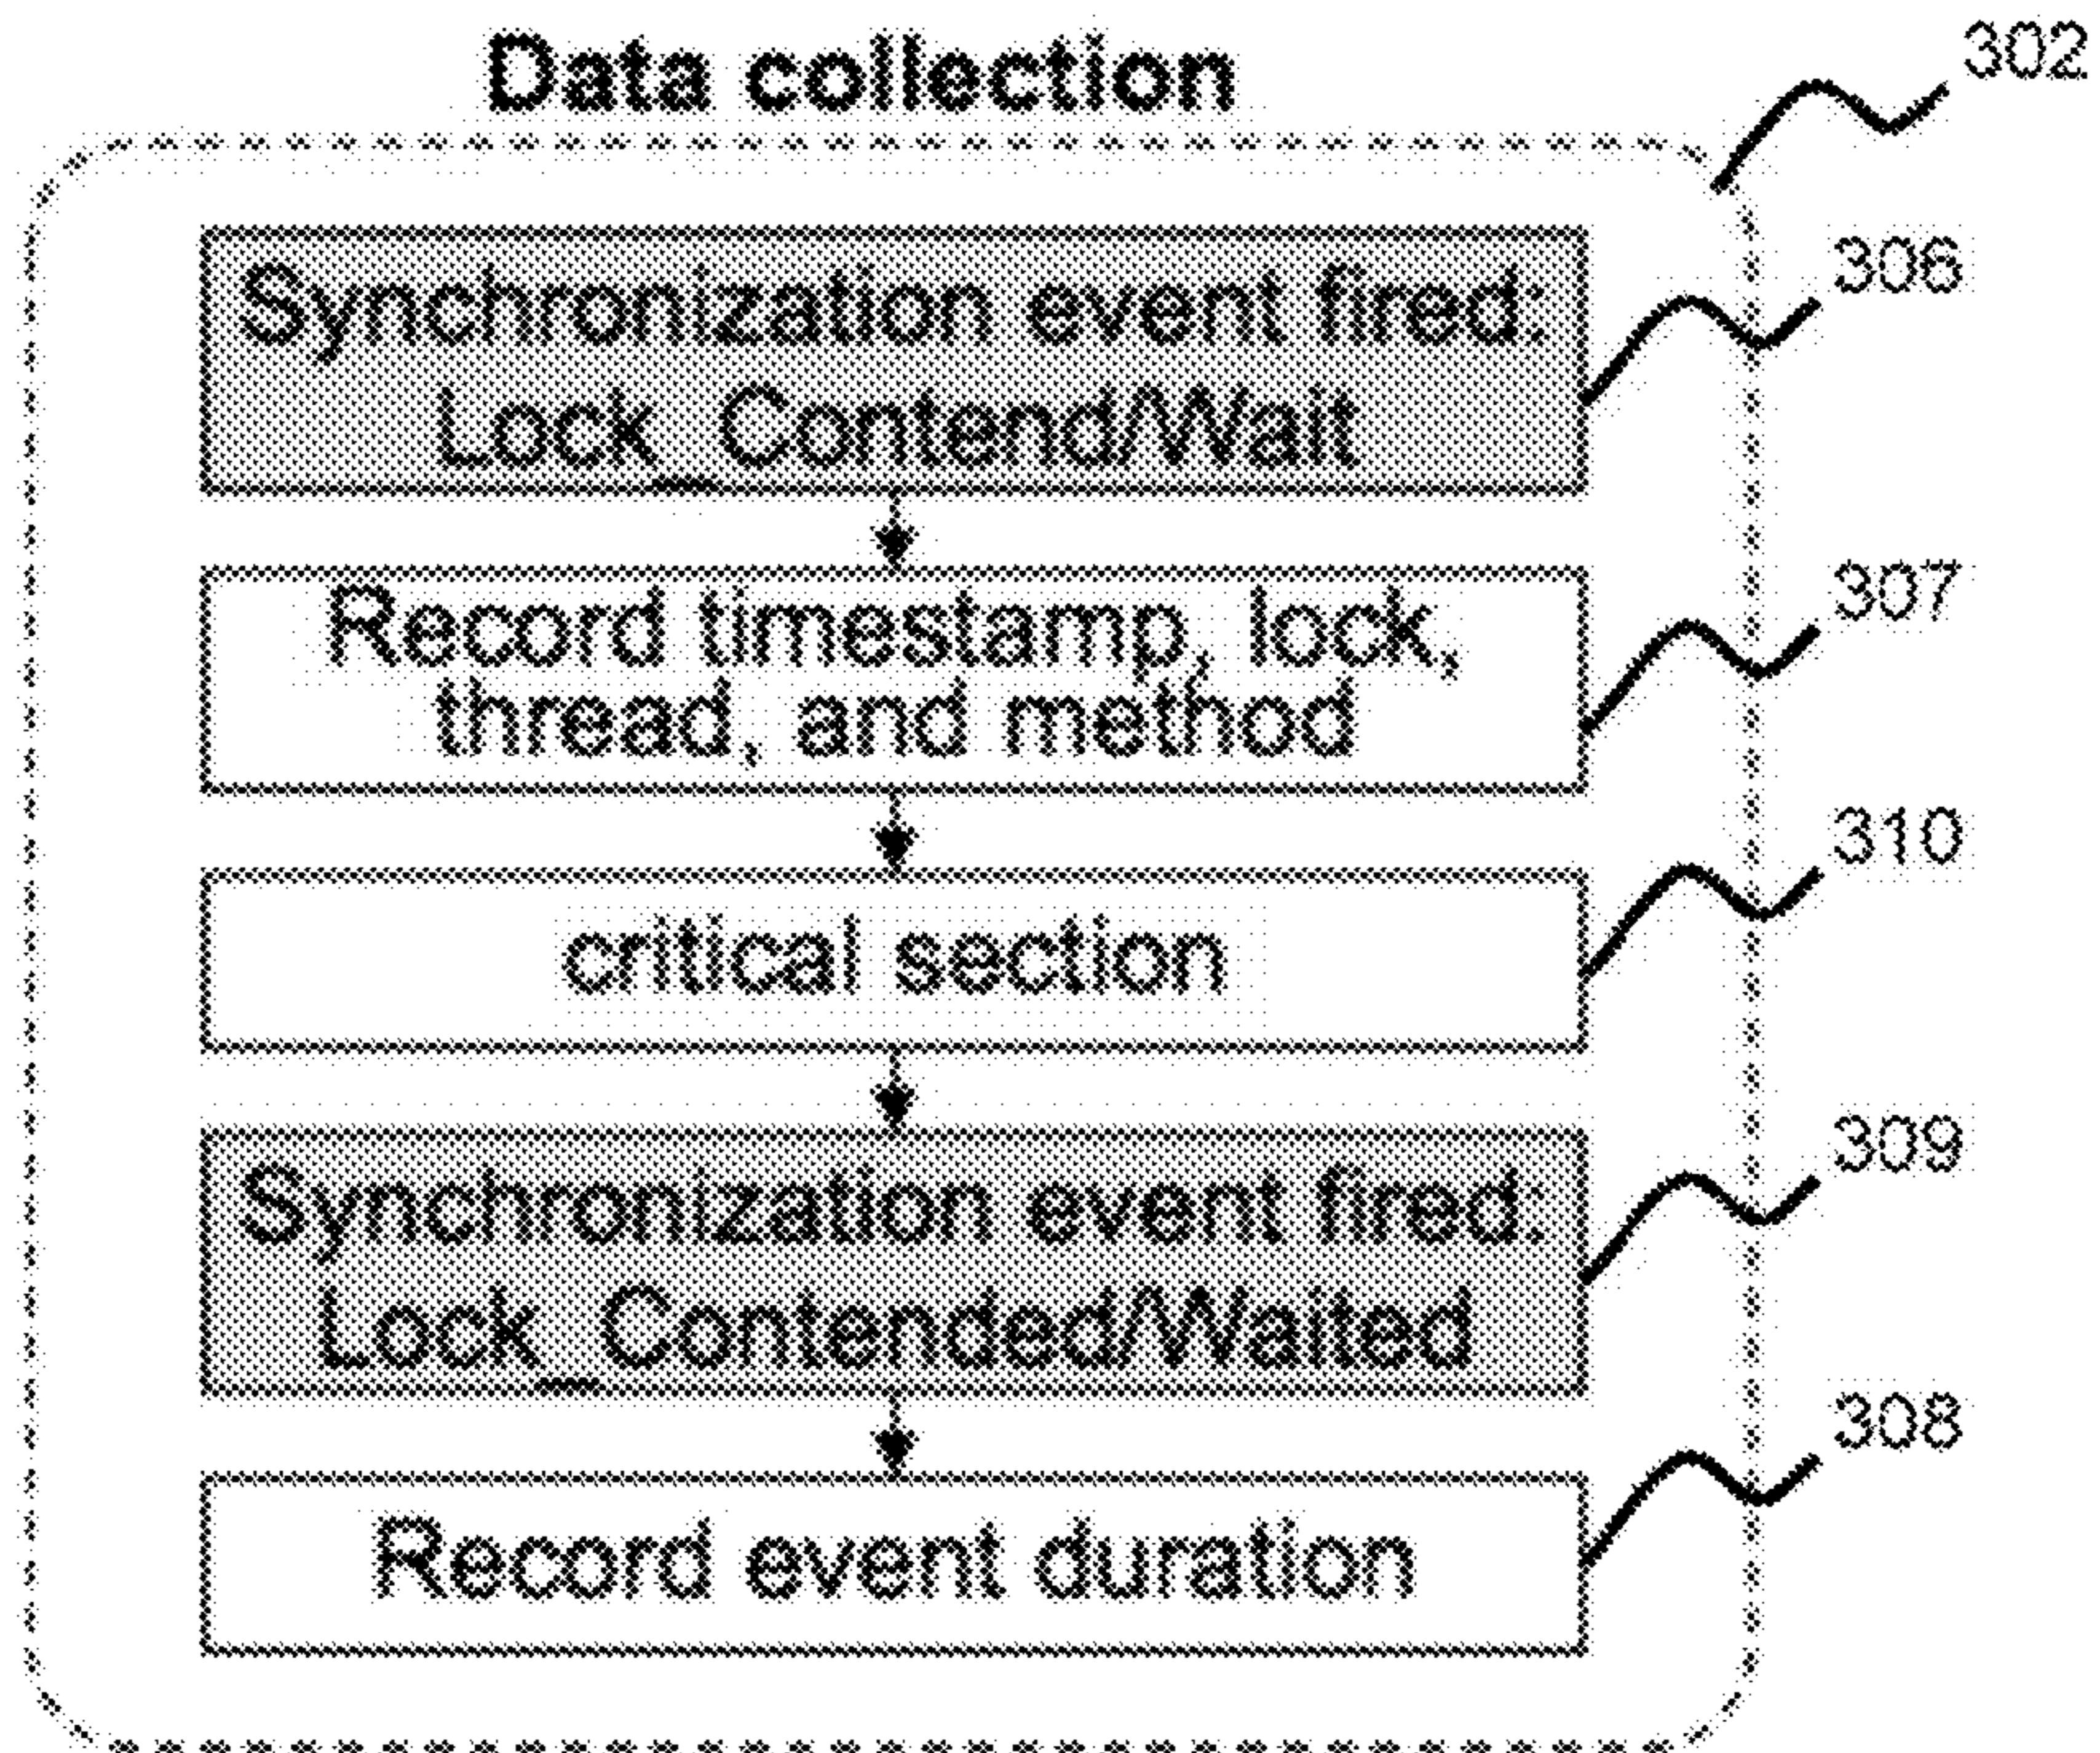 Data collection
302
Synchronization event fired:
Lock_Contend/Wait
306
Record timestamp, lock,
thread, and method
307
critical section
310
Synchronization event fired:
Lock_Contended/Waited
309
Record event duration
308